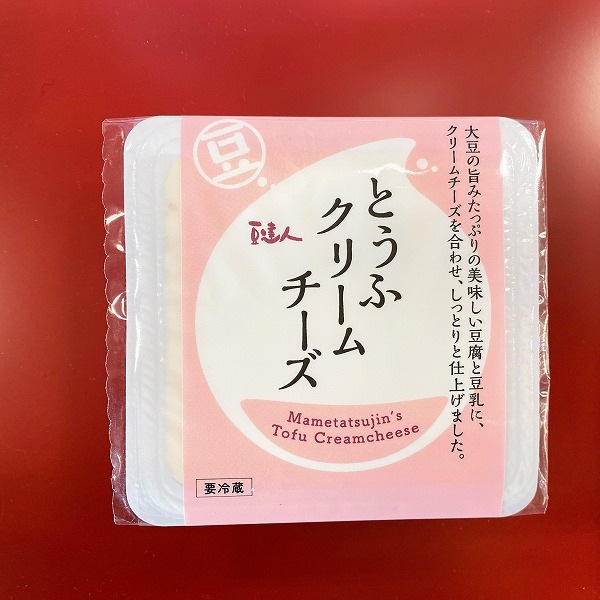 大豆の旨みたっぷりの美味しい豆腐と豆乳に、
クリームチーズを合わせ、しっとりと仕上げました。
豆
とうふ
クリーム
チーズ
豆達人
Mametatsujin's
Tofu Creamcheese
要冷蔵